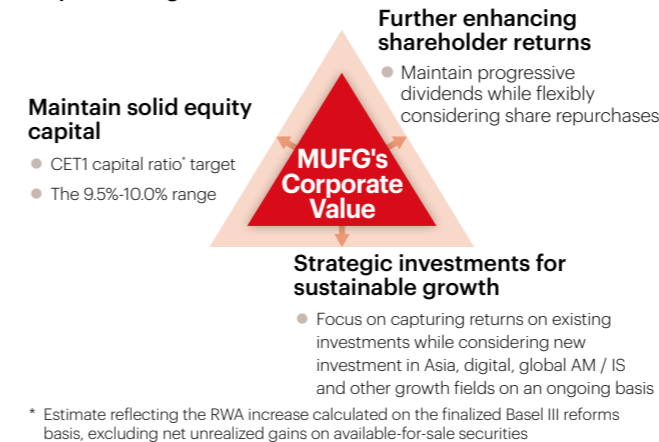 Further enhancing
shareholder returns
● Maintain progressive
dividends while flexibly
considering share repurchases
Maintain solid equity
capital
● CET1 capital ratio* target
● The 9.5%-10.0% range
MUFG's
Corporate
Value
Strategic investments for
sustainable growth
● Focus on capturing returns on existing
investments while considering new
investment in Asia, digital, global AM / IS
and other growth fields on an ongoing basis
* Estimate reflecting the RWA increase calculated on the finalized Basel III reforms
basis, excluding net unrealized gains on available-for-sale securities